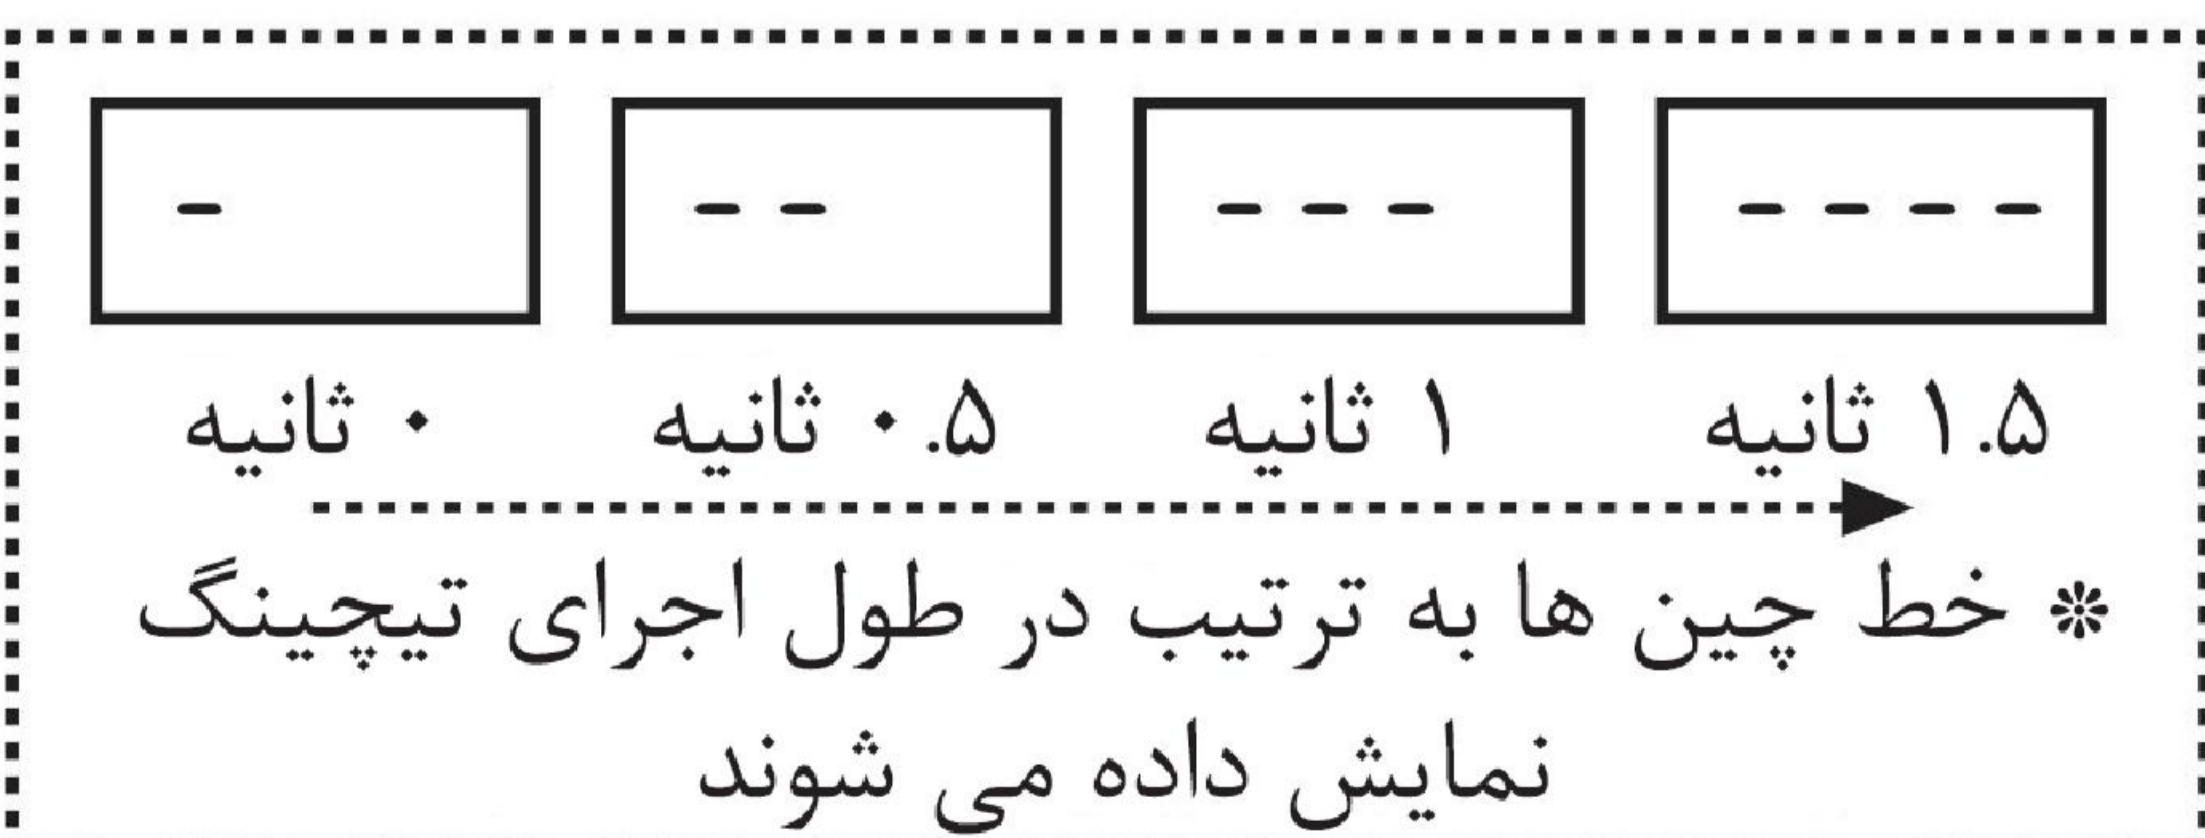 - -- --- ----
۰ ثانیه ۰.۵ ثانیه ۱ ثانیه ۱.۵ ثانیه
* خط چین ها به ترتیب در طول اجرای تیچینگ
نمایش داده می شوند